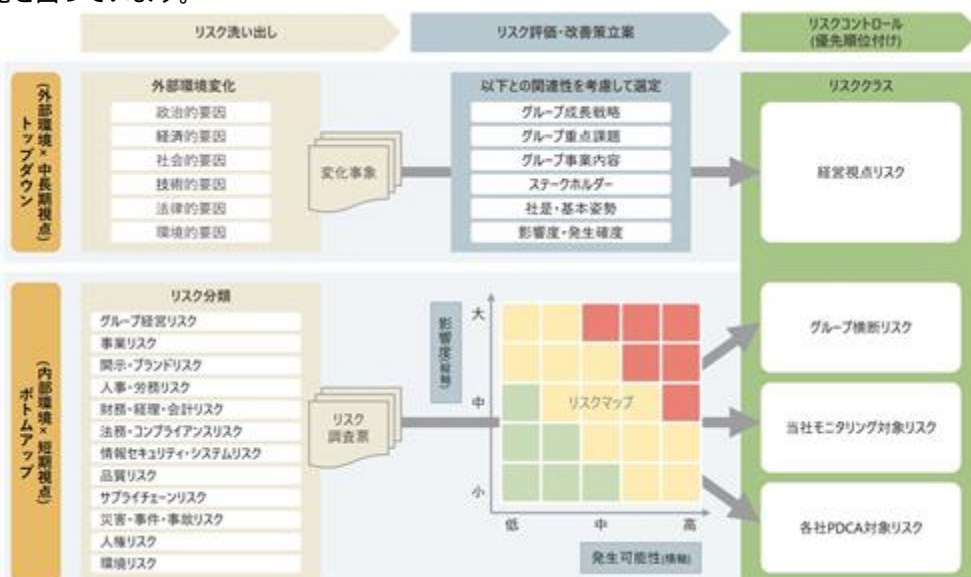 を図っています。
リスク洗い出し
リスク評価・改善策立案
リスクコントロール
(優先順位付け)
トップダウン
(外部環境×中長期視点)
外部環境変化
政治的要因
経済的要因
社会的要因
技術的要因
法律的要因
環境的要因
変化事象
以下との関連性を考慮して選定
グループ成長戦略
グループ重点課題
グループ事業内容
ステークホルダー
社是・基本姿勢
影響度・発生確度
リスククラス
経営視点リスク
ボトムアップ
(内部環境×短期視点)
リスク分類
グループ経営リスク
事業リスク
開示・ブランドリスク
人事・労務リスク
財務・経理・会計リスク
法務・コンプライアンスリスク
情報セキュリティ・システムリスク
品質リスク
サプライチェーンリスク
災害・事件・事故リスク
人権リスク
環境リスク
リスク
調査票
影響度(縦軸)
大
中
小
リスクマップ
低
中
高
発生可能性(横軸)
グループ横断リスク
当社モニタリング対象リスク
各社PDCA対象リスク